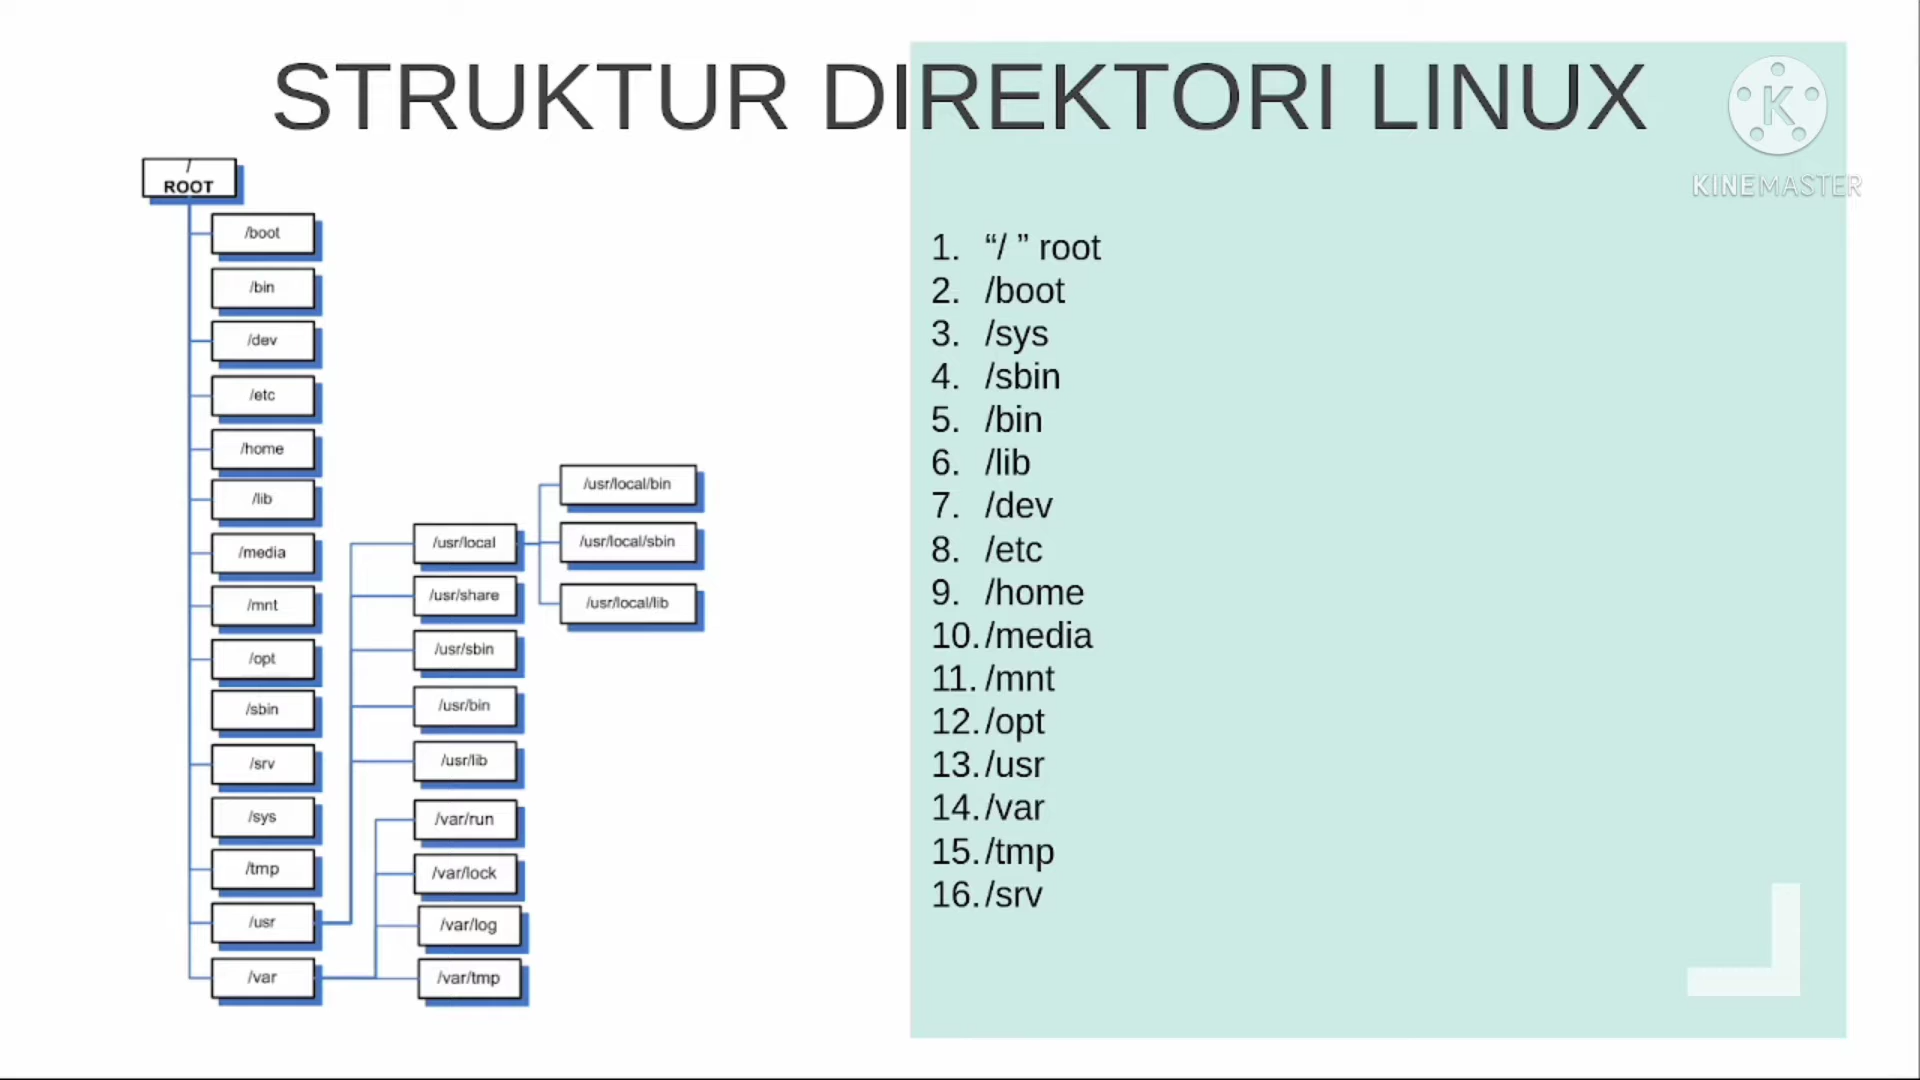 STRUKTUR DIREKTORI LINUX
KINEMASTER
K
/
ROOT
/boot
/bin
/dev
/etc
/home
/lib
/media
/mnt
/opt
/sbin
/srv
/sys
/tmp
/usr
/var
/usr/local
/usr/share
/usr/sbin
/usr/bin
/usr/lib
/var/run
/var/lock
/var/log
/var/tmp
/usr/local/bin
/usr/local/sbin
/usr/local/lib
1. “/ ” root
2. /boot
3. /sys
4. /sbin
5. /bin
6. /lib
7. /dev
8. /etc
9. /home
10. /media
11. /mnt
12. /opt
13. /usr
14. /var
15. /tmp
16. /srv